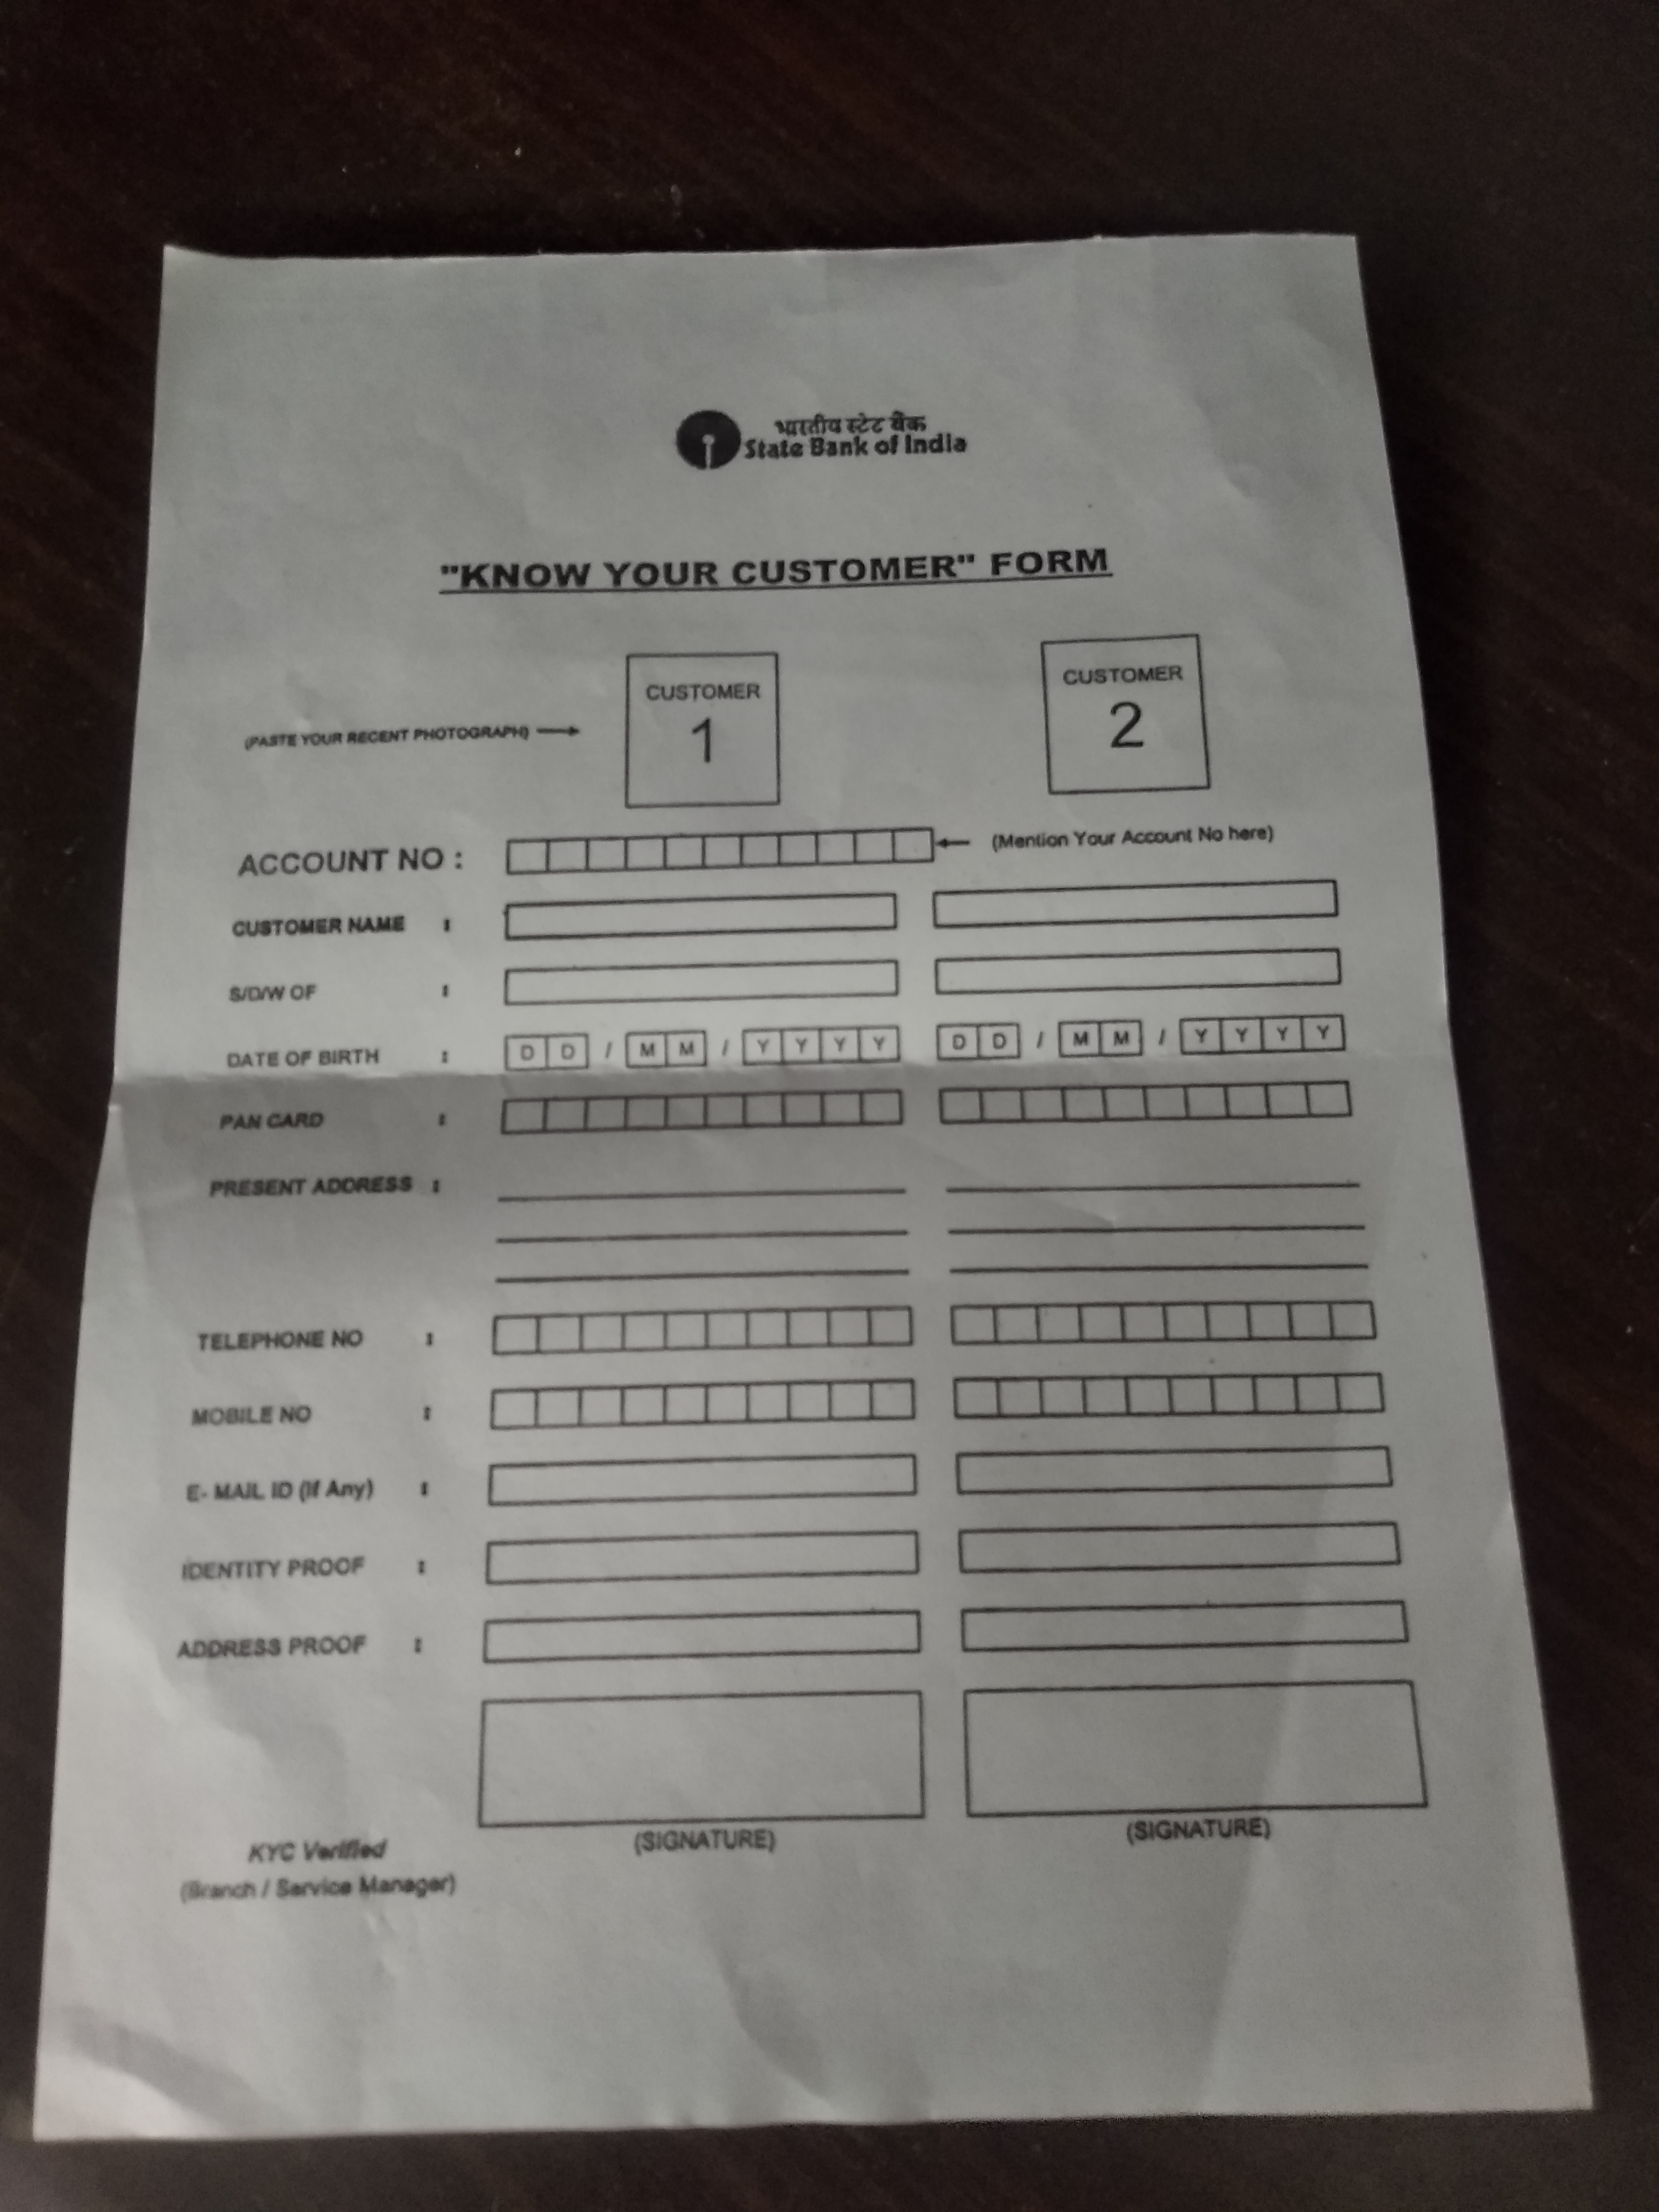 भारतीय स्टेट बैंक
State Bank of India
"KNOW YOUR CUSTOMER" FORM
(PASTE YOUR RECENT PHOTOGRAPH)
CUSTOMER
1
CUSTOMER
2
ACCOUNT NO :
(Mention Your Account No here)
CUSTOMER NAME :
S/D/W OF :
DATE OF BIRTH : D D / M M / Y Y Y Y D D / M M / Y Y Y Y
PAN CARD :
PRESENT ADDRESS :
TELEPHONE NO :
MOBILE NO :
E- MAIL ID (If Any) :
IDENTITY PROOF :
ADDRESS PROOF :
(SIGNATURE) (SIGNATURE)
KYC Verified
(Branch / Service Manager)